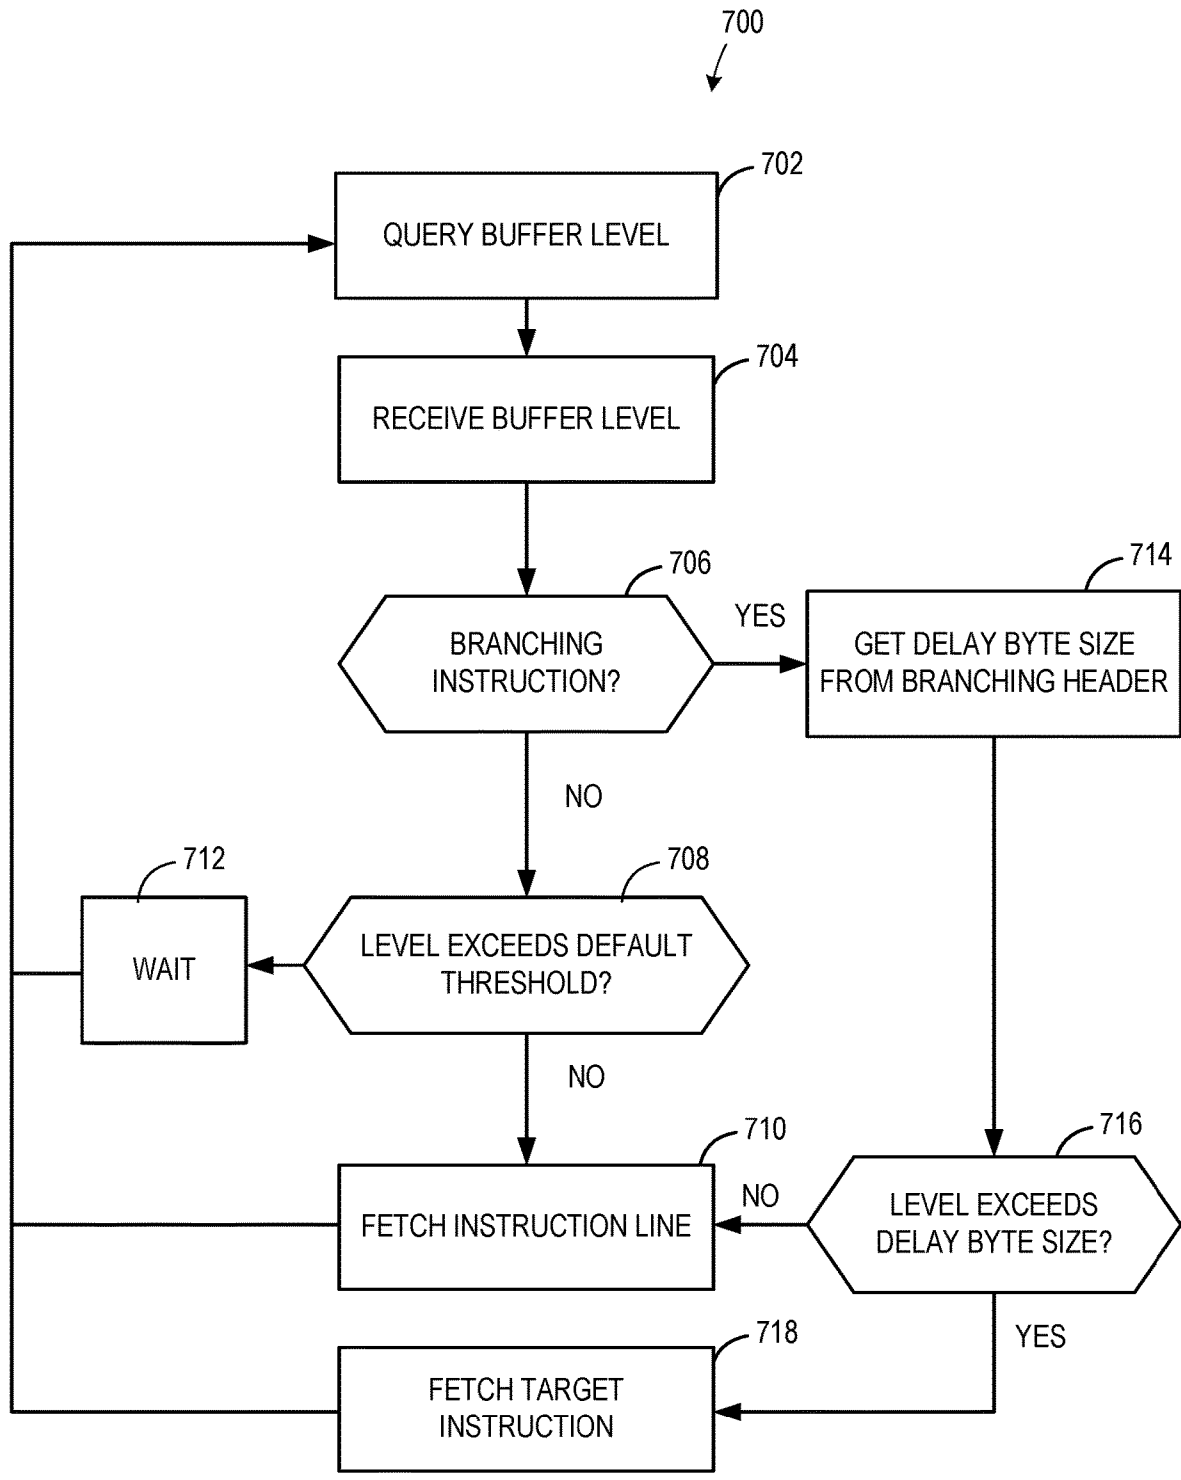 700
702
QUERY BUFFER LEVEL
704
RECEIVE BUFFER LEVEL
706
BRANCHING
INSTRUCTION?
YES
714
GET DELAY BYTE SIZE
FROM BRANCHING HEADER
NO
712
WAIT
708
LEVEL EXCEEDS DEFAULT
THRESHOLD?
NO
710
FETCH INSTRUCTION LINE
NO
716
LEVEL EXCEEDS
DELAY BYTE SIZE?
YES
718
FETCH TARGET
INSTRUCTION